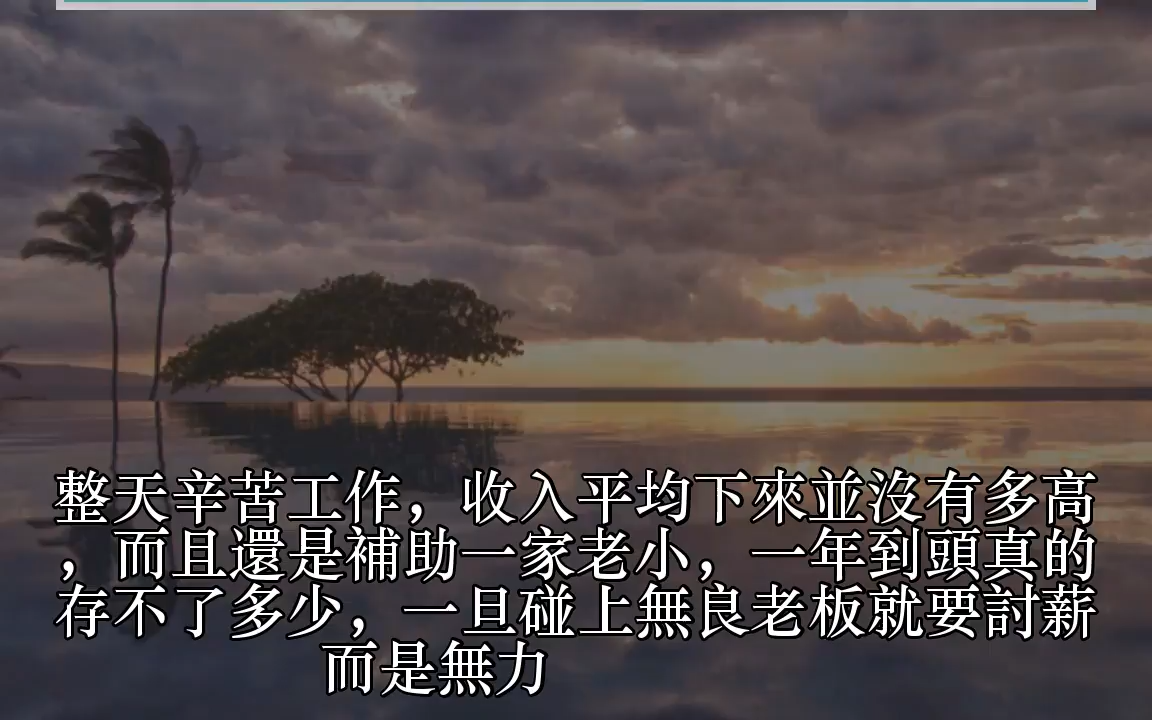 整天辛苦工作，收入平均下來並沒有多高
，而且還是補助一家老小，一年到頭真的
存不了多少，一旦碰上無良老板就要討薪
而是無力